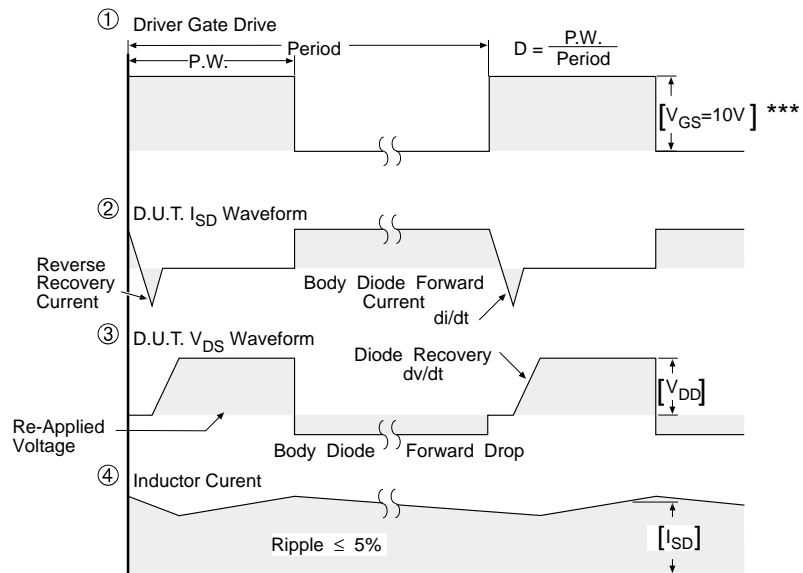 ① Driver Gate Drive
Period
P.W.
D = P.W.
Period
[VGS=10V] ***
② D.U.T. ISD Waveform
Reverse
Recovery
Current
Body Diode Forward
Current
di/dt
③ D.U.T. VDS Waveform
Diode Recovery
dv/dt
[VDD]
Re-Applied
Voltage
Body Diode Forward Drop
④ Inductor Curent
Ripple ≤ 5%
[ISD]